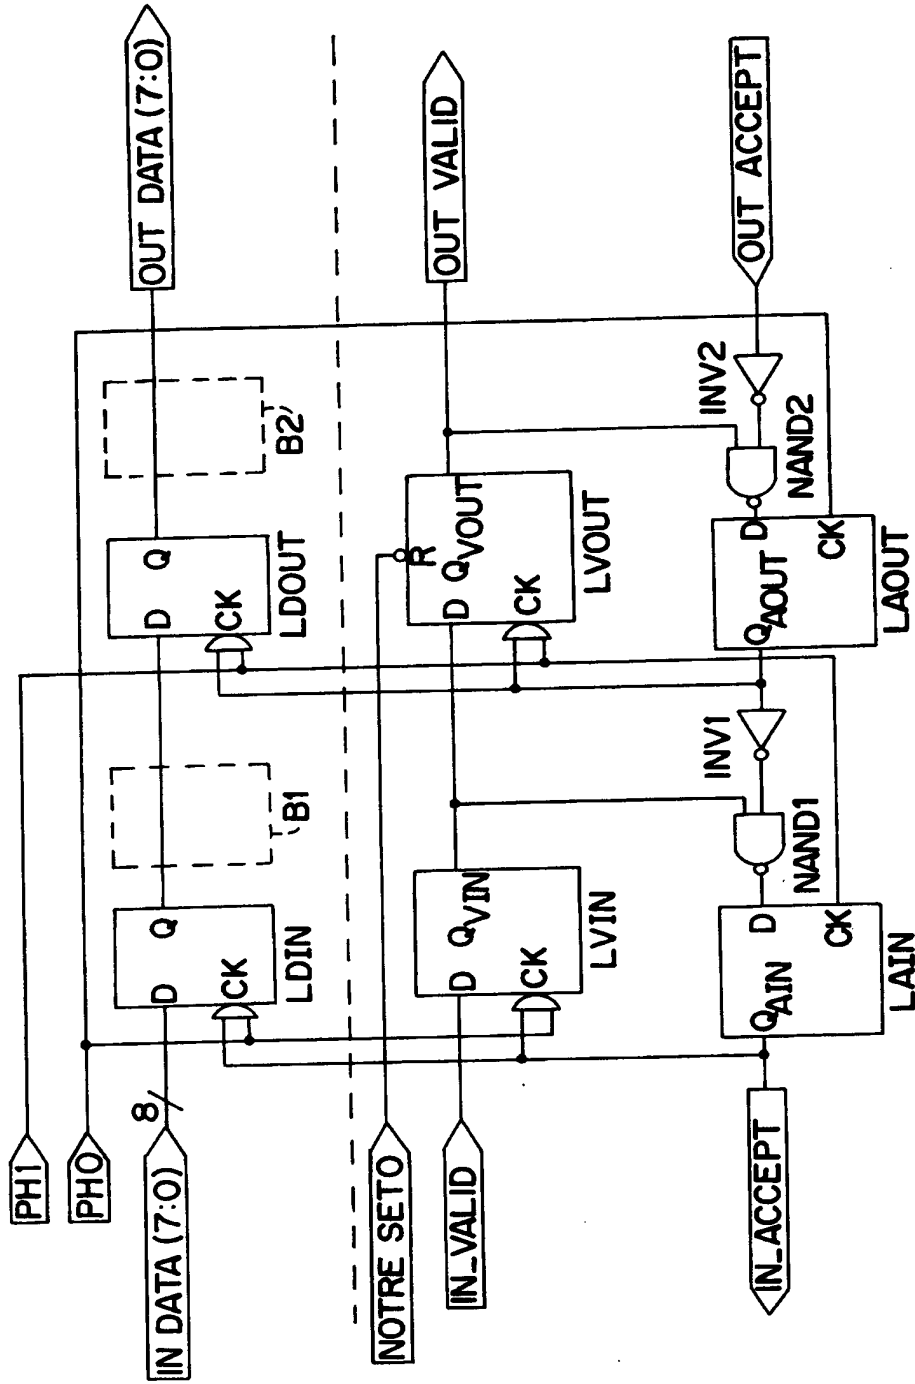 PH1
PH0
IN DATA (7:0)
8
D
Q
CK
LDIN
B1
D
Q
CK
LDOUT
B2'
OUT DATA (7:0)
NOTRE SETO
IN_VALID
D
QVIN
CK
LVIN
D
QVOUT
R
CK
LVOUT
OUT VALID
IN_ACCEPT
QAIN
D
CK
LAIN
NAND1
INV1
QAOUT
D
CK
LAOUT
NAND2
INV2
OUT ACCEPT